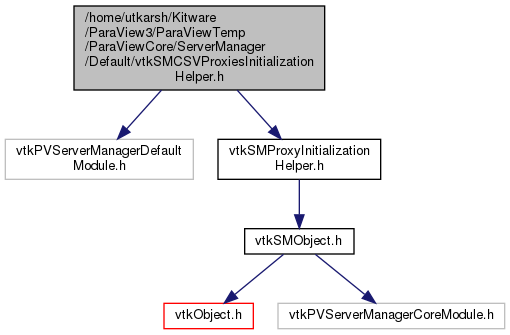 /home/utkarsh/Kitware
/ParaView3/ParaViewTemp
/ParaViewCore/ServerManager
/Default/vtkSMCSVProxiesInitialization
Helper.h
vtkPVServerManagerDefault
Module.h
vtkSMProxyInitialization
Helper.h
vtkSMObject.h
vtkObject.h
vtkPVServerManagerCoreModule.h